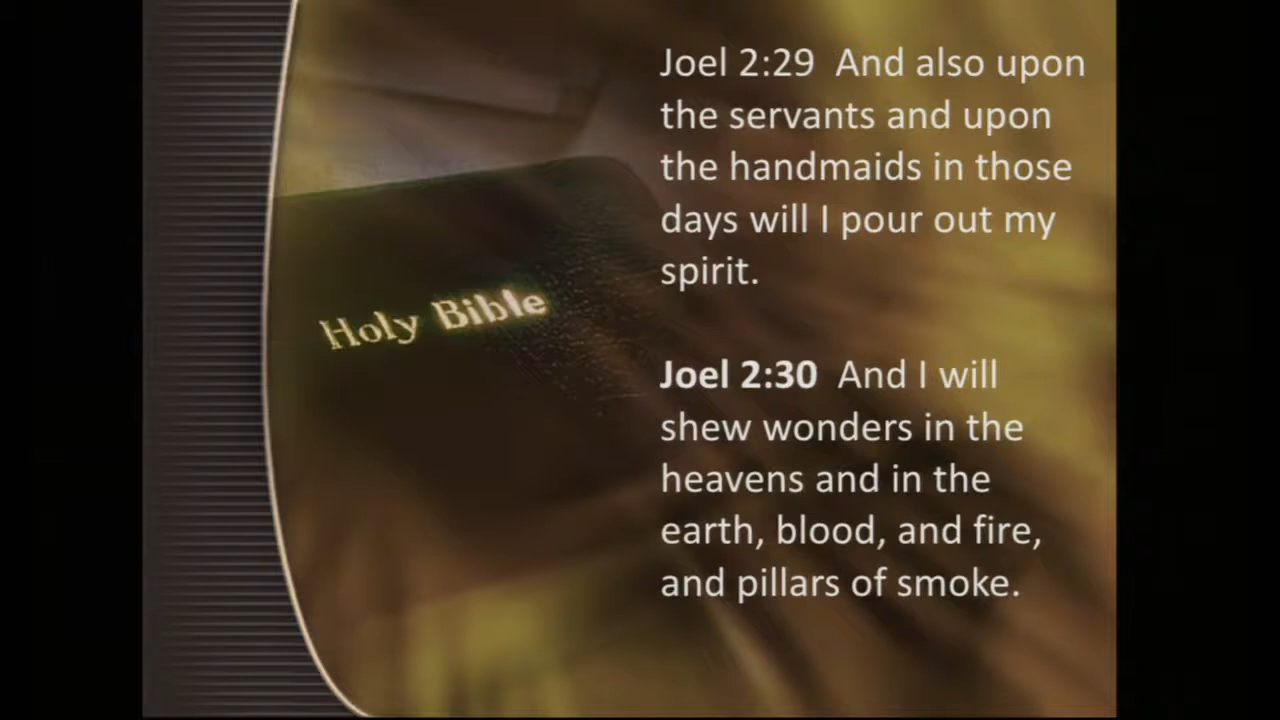 Holy Bible
Joel 2:29  And also upon
the servants and upon
the handmaids in those
days will I pour out my
spirit.
Joel 2:30  And I will
shew wonders in the
heavens and in the
earth, blood, and fire,
and pillars of smoke.